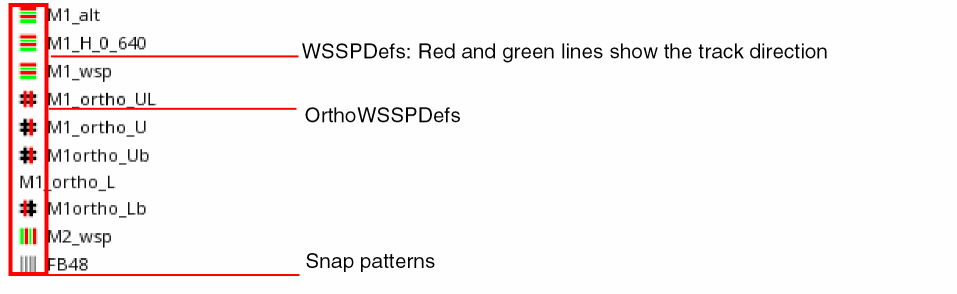 M1_alt
M1_H_0_640
WSSPDefs: Red and green lines show the track direction
M1_wsp
M1_ortho_UL
OrthoWSSPDefs
M1_ortho_U
M1ortho_Ub
M1_ortho_L
M1ortho_Lb
M2_wsp
Snap patterns
FB48